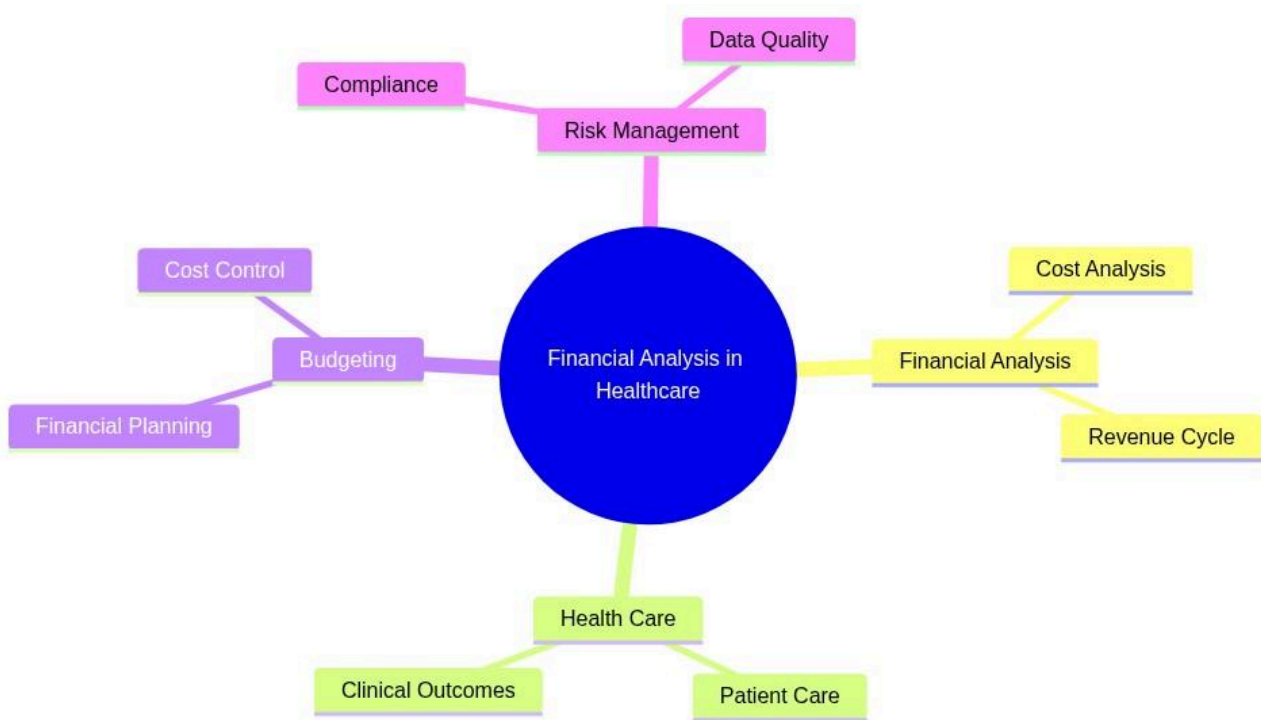 Data Quality
Compliance
Risk Management
Cost Control
Cost Analysis
Budgeting
Financial Analysis in
Healthcare
Financial Analysis
Financial Planning
Revenue Cycle
Health Care
Clinical Outcomes
Patient Care